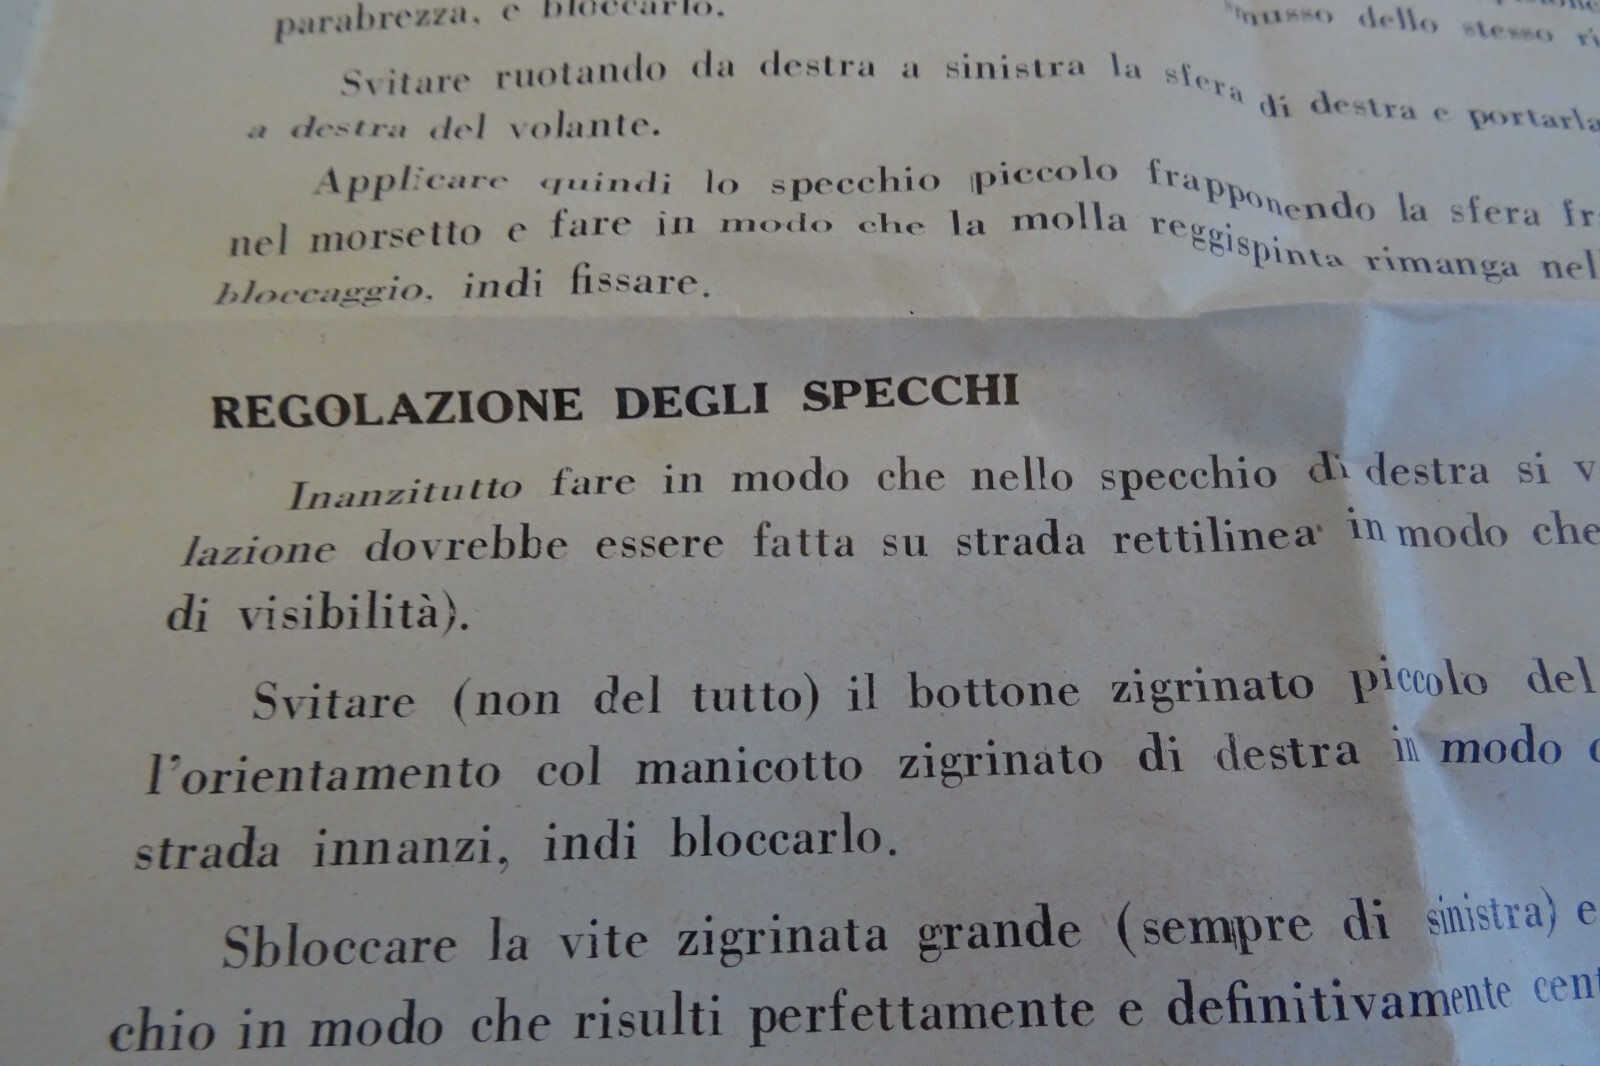 parabrezza, e bloccarlo.
musso dello stesso
Svitare ruotando da destra a sinistra la sfera di destra e portarla
a destra del volante.
Applicare quindi lo specchio piccolo frapponendo la sfera fr
nel morsetto e fare in modo che la molla reggispinta rimanga nel
bloccaggio, indi fissare.
REGOLAZIONE DEGLI SPECCHI
Inanzitutto fare in modo che nello specchio di destra si v
lazione dovrebbe essere fatta su strada rettilinea in modo che
di visibilità).
Svitare (non del tutto) il bottone zigrinato piccolo del
l'orientamento col manicotto zigrinato di destra in modo
strada innanzi, indi bloccarlo.
Sbloccare la vite zigrinata grande (sempre di sinistra) e
chio in modo che risulti perfettamente e definitivamente cent